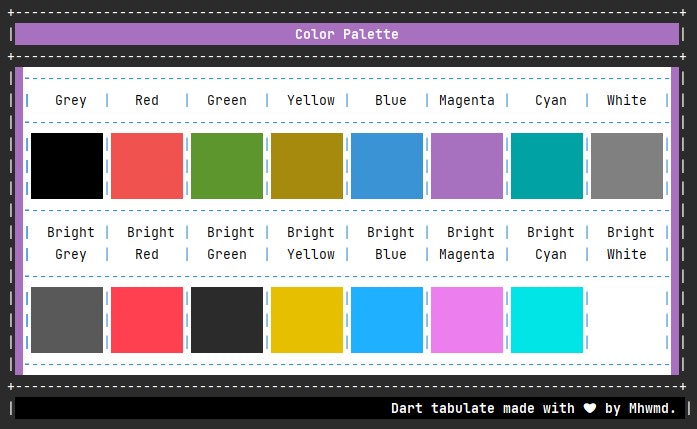 Color Palette
Grey Red Green Yellow Blue Magenta Cyan White
Bright Bright Bright Bright Bright Bright Bright Bright
Grey Red Green Yellow Blue Magenta Cyan White
Dart tabulate made with ♥ by Mhwmd.